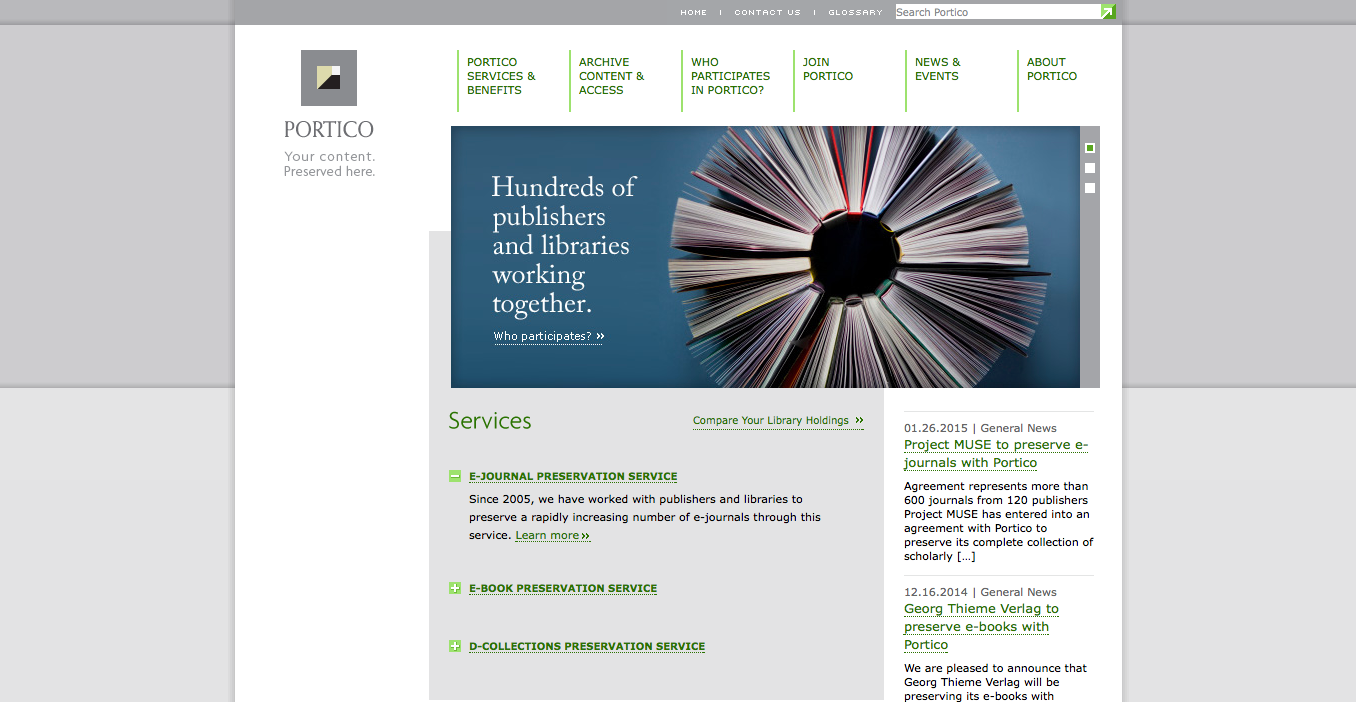 HOME | CONTACT US | GLOSSARY Search Portico
PORTICO
Your content.
Preserved here.
PORTICO
SERVICES &
BENEFITS
ARCHIVE
CONTENT &
ACCESS
WHO
PARTICIPATES
IN PORTICO?
JOIN
PORTICO
NEWS &
EVENTS
ABOUT
PORTICO
Hundreds of
publishers
and libraries
working
together.
Who participates? »
Services
Compare Your Library Holdings »
E-JOURNAL PRESERVATION SERVICE
Since 2005, we have worked with publishers and libraries to
preserve a rapidly increasing number of e-journals through this
service. Learn more»
E-BOOK PRESERVATION SERVICE
D-COLLECTIONS PRESERVATION SERVICE
01.26.2015 | General News
Project MUSE to preserve e-
journals with Portico
Agreement represents more than
600 journals from 120 publishers
Project MUSE has entered into an
agreement with Portico to
preserve its complete collection of
scholarly [...]
12.16.2014 | General News
Georg Thieme Verlag to
preserve e-books with
Portico
We are pleased to announce that
Georg Thieme Verlag will be
preserving its e-books with